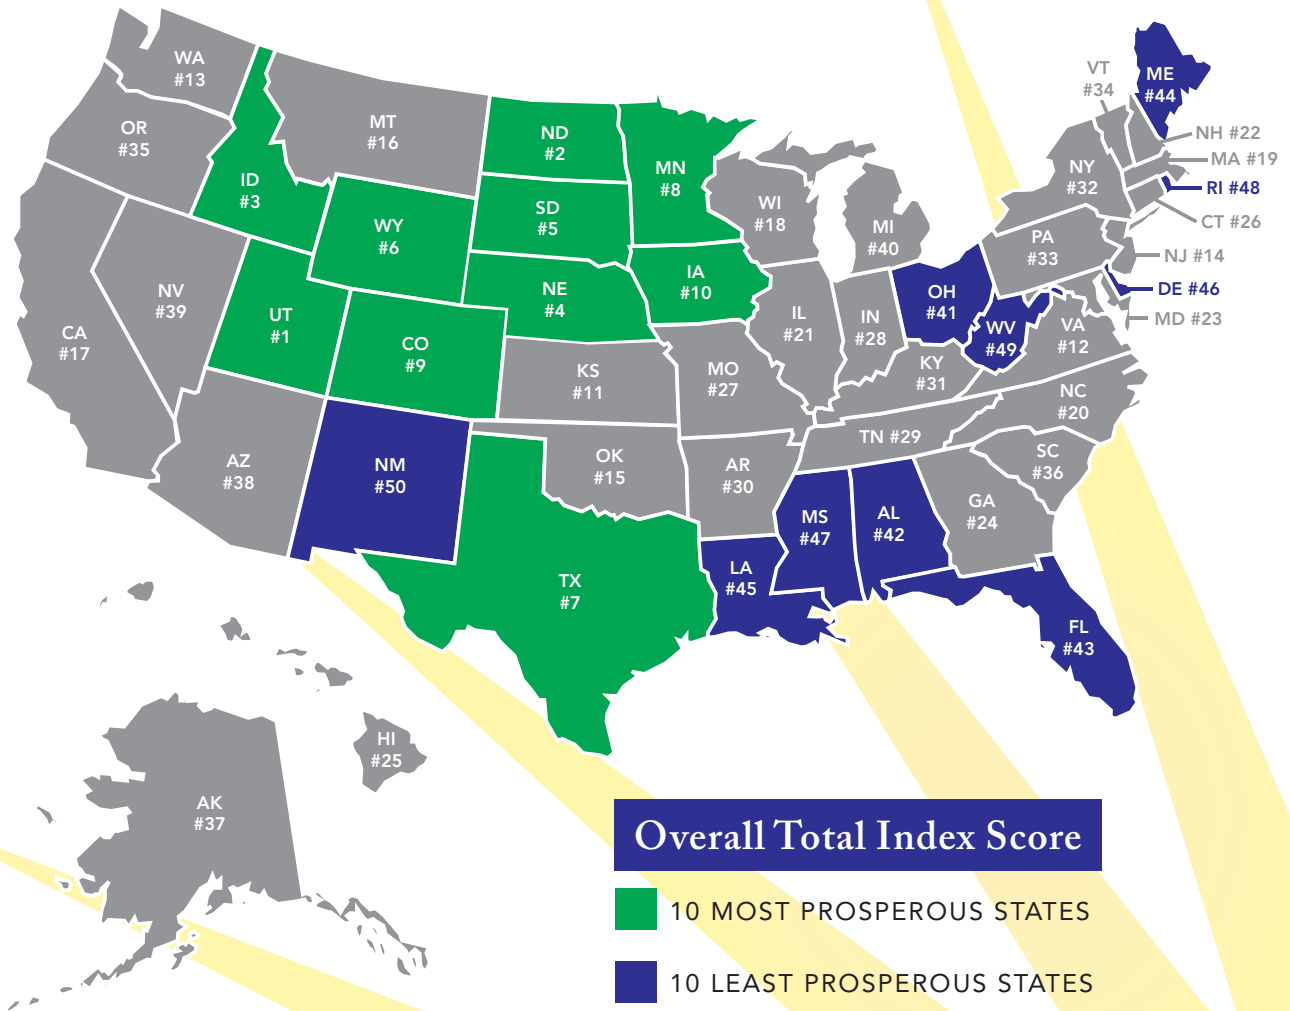 WA
#13
OR
#35
ID
#3
MT
#16
ND
#2
MN
#8
SD
#5
WY
#6
NE
#4
IA
#10
WI
#18
MI
#40
VT
#34
ME
#44
NH #22
MA #19
RI #48
CT #26
NY
#32
PA
#33
NJ #14
DE #46
MD #23
CA
#17
NV
#39
UT
#1
CO
#9
KS
#11
MO
#27
IL
#21
IN
#28
OH
#41
WV
#49
VA
#12
KY
#31
NC
#20
TN #29
SC
#36
AZ
#38
NM
#50
OK
#15
AR
#30
MS
#47
AL
#42
GA
#24
LA
#45
TX
#7
FL
#43
HI
#25
AK
#37
Overall Total Index Score
10 MOST PROSPEROUS STATES
10 LEAST PROSPEROUS STATES